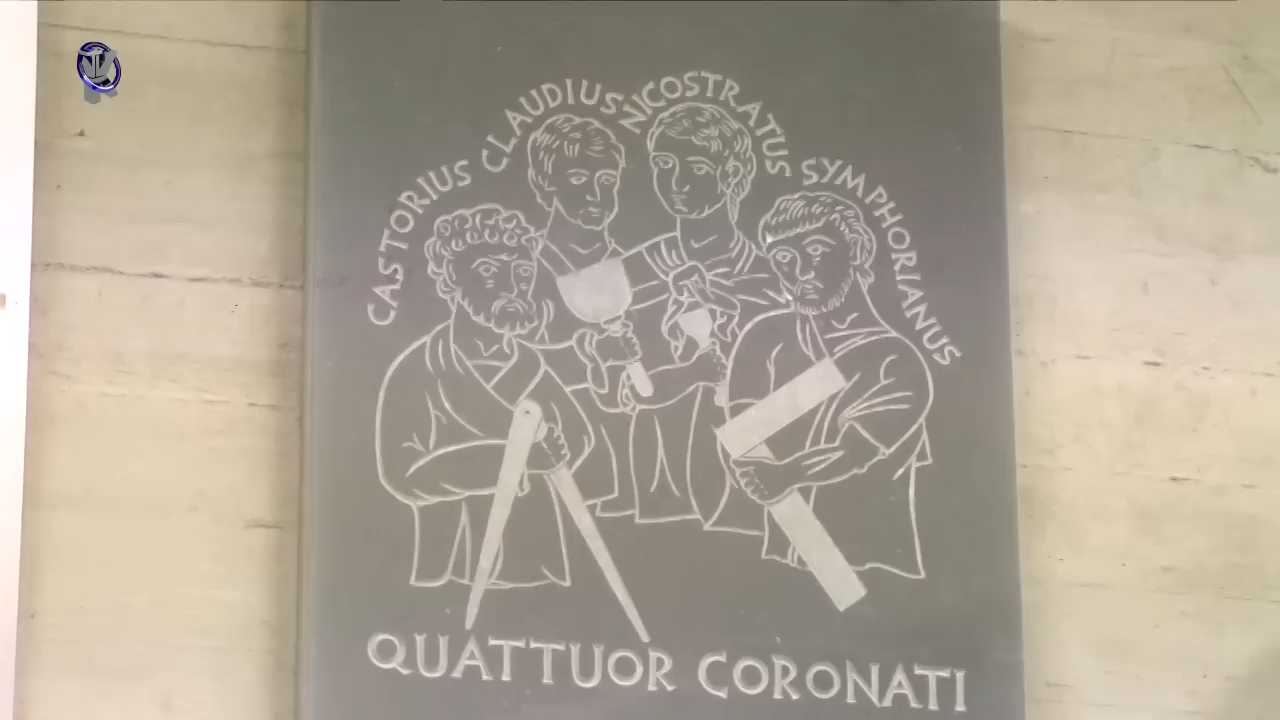 CASTORIUS CLAUDIUS NICOSTRATUS SYMPHORIANUS
QUATTUOR CORONATI